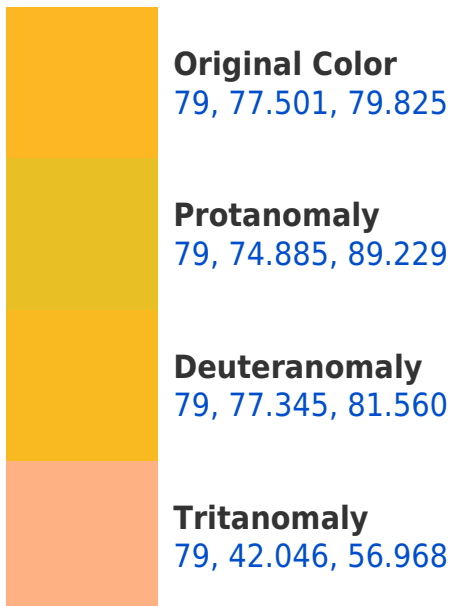 Original Color
79, 77.501, 79.825
Protanomaly
79, 74.885, 89.229
Deuteranomaly
79, 77.345, 81.560
Tritanomaly
79, 42.046, 56.968